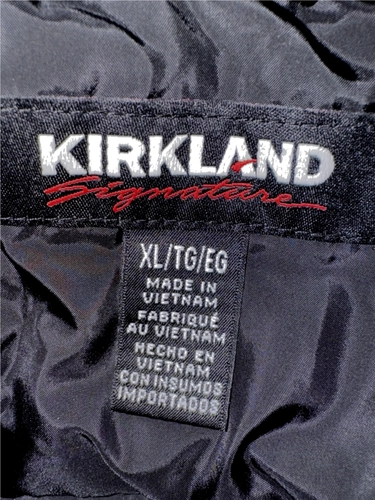 KIRKLAND
Signature
XL/TG/EG
MADE IN
VIETNAM
FABRIQUÉ
AU VIETNAM
HECHO EN
VIETNAM
CON INSUMOS
IMPORTADOS